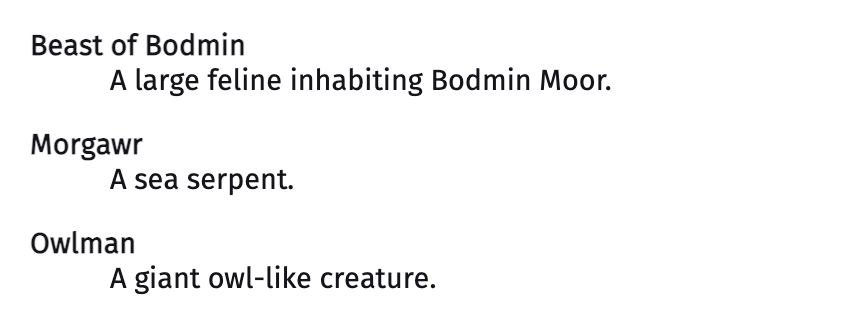 Beast of Bodmin
A large feline inhabiting Bodmin Moor.
Morgawr
A sea serpent.
Owlman
A giant owl-like creature.